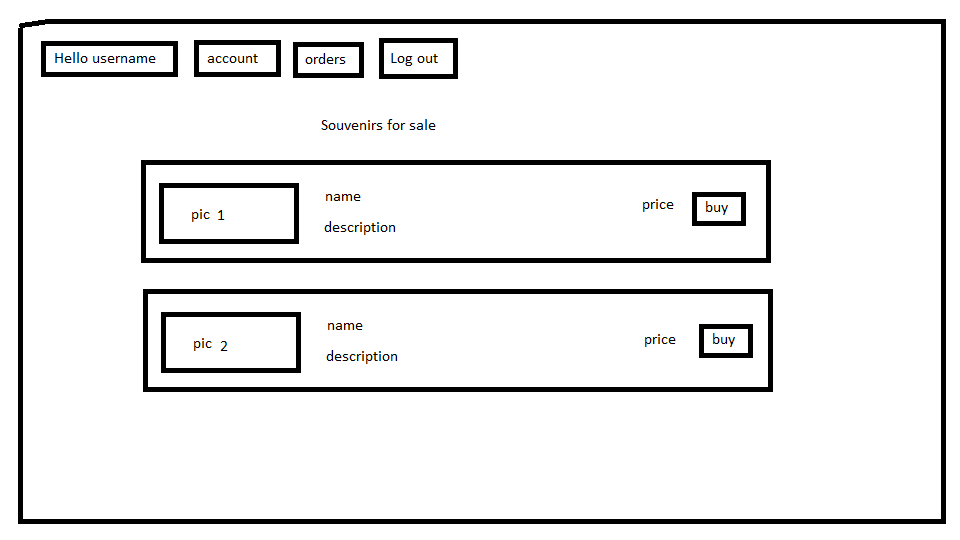 Hello username account orders Log out
Souvenirs for sale
pic 1 name description price buy
pic 2 name description price buy